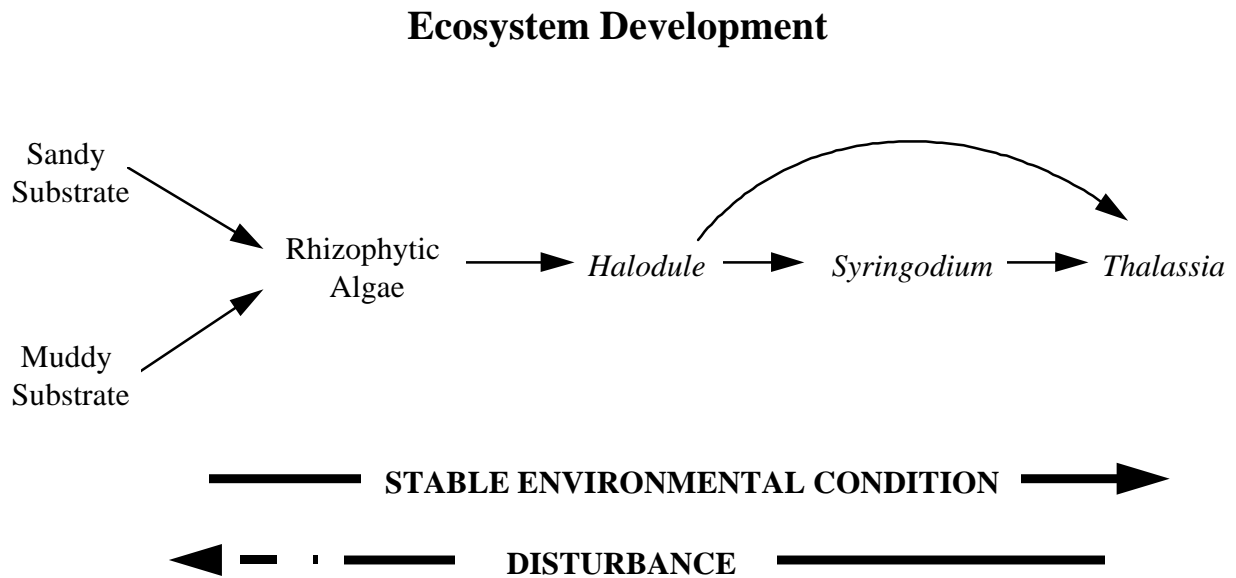 Ecosystem Development
Sandy
Substrate
Rhizophytic
Algae
Halodule
Syringodium
Thalassia
Muddy
Substrate
STABLE ENVIRONMENTAL CONDITION
DISTURBANCE